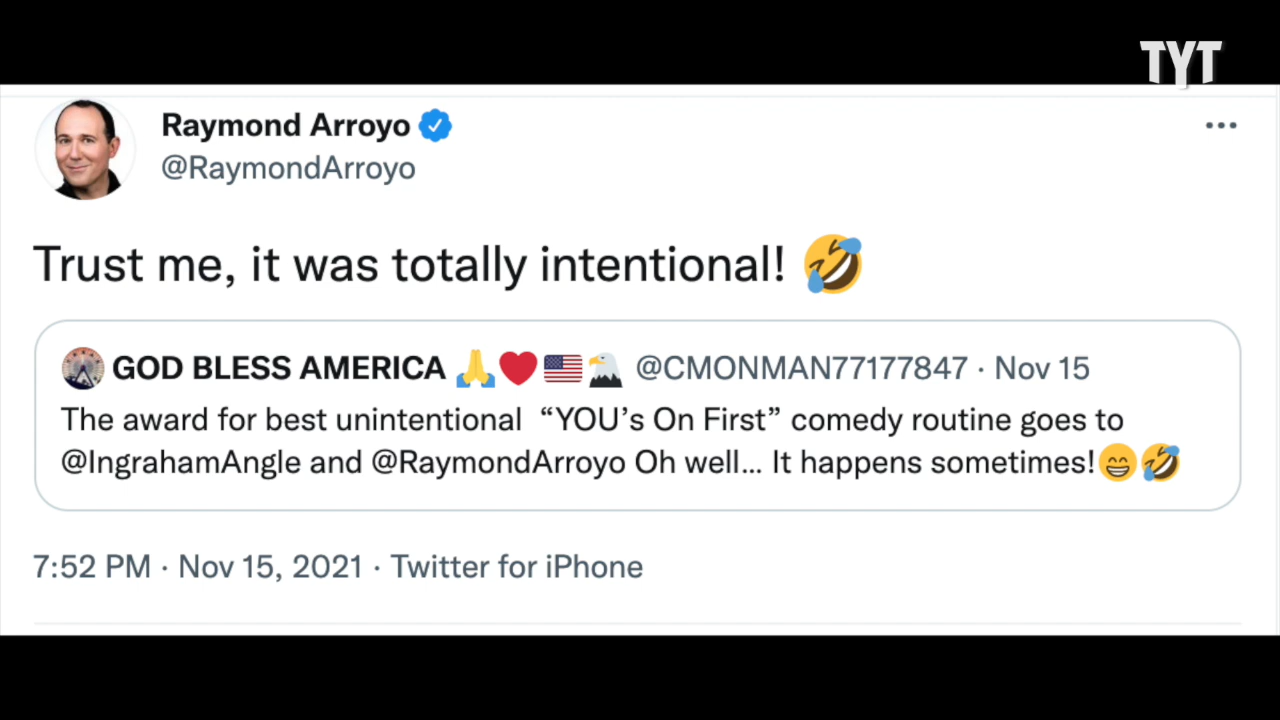 TYT
Raymond Arroyo
@RaymondArroyo
Trust me, it was totally intentional! 🤣
GOD BLESS AMERICA 🙏❤️🇺🇸🦅 @CMONMAN77177847 · Nov 15
The award for best unintentional “YOU’s On First” comedy routine goes to
@IngrahamAngle and @RaymondArroyo Oh well... It happens sometimes!😁🤣
7:52 PM · Nov 15, 2021 · Twitter for iPhone